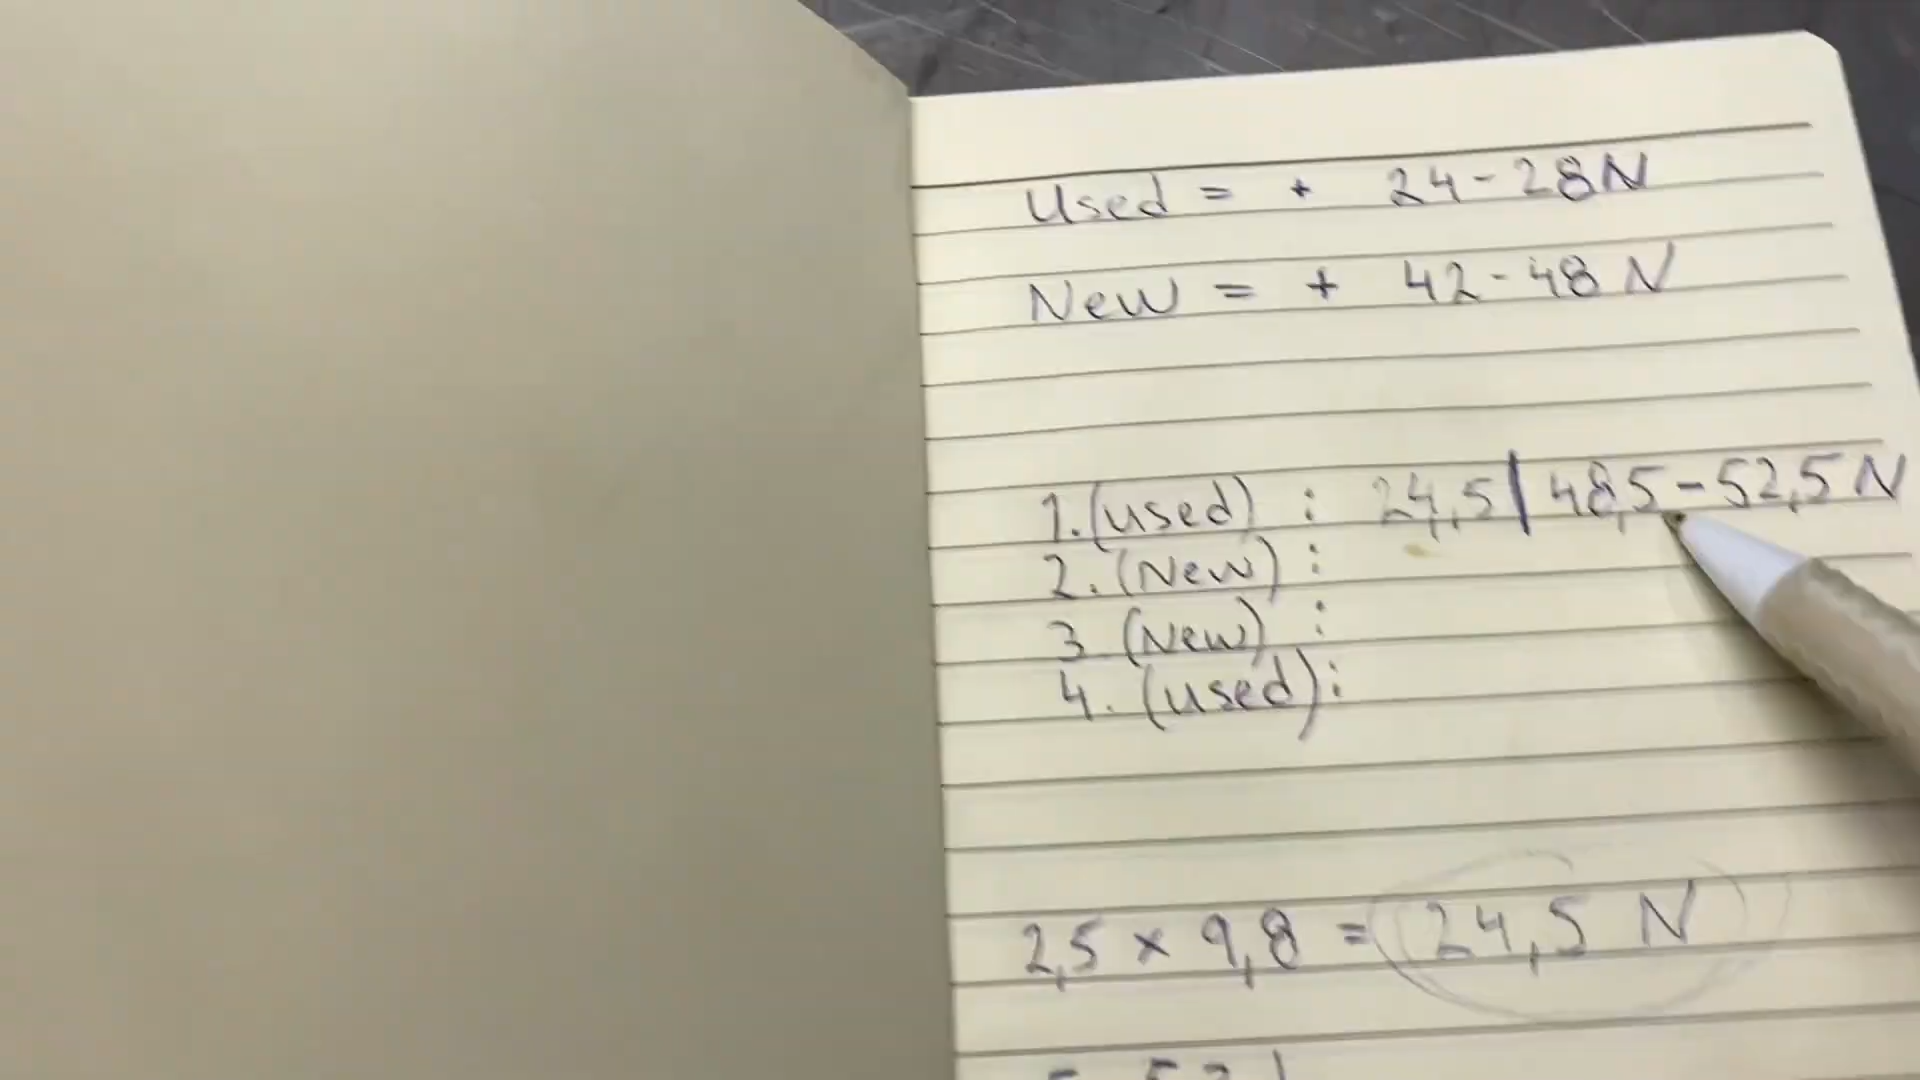 Used = + 24-28N
New = + 42-48 N
1.(used) : 24,5 | 48,5-52,5 N
2. (New) :
3 (New) :
4. (used):
2,5 x 9,8 = 24,5 N